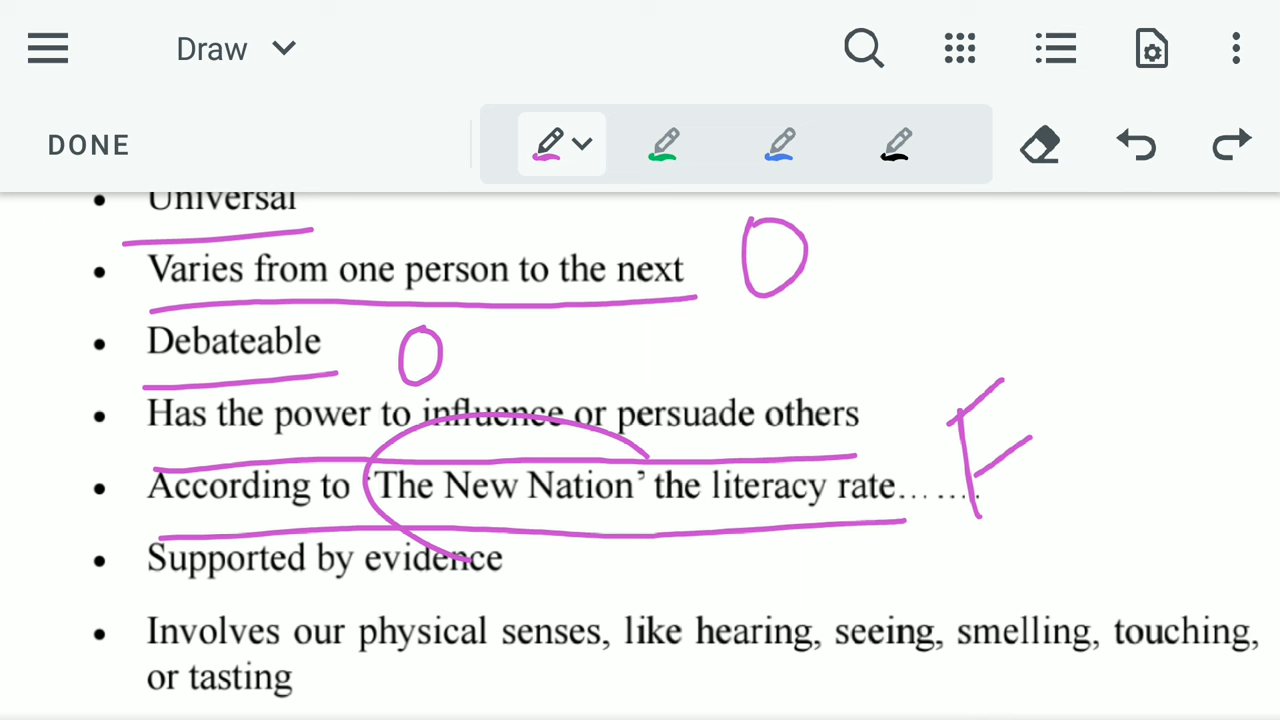 Draw
DONE
Universal
• Varies from one person to the next O
• Debateable O
• Has the power to influence or persuade others
• According to ‘The New Nation’ the literacy rate……. F
• Supported by evidence
• Involves our physical senses, like hearing, seeing, smelling, touching,
or tasting